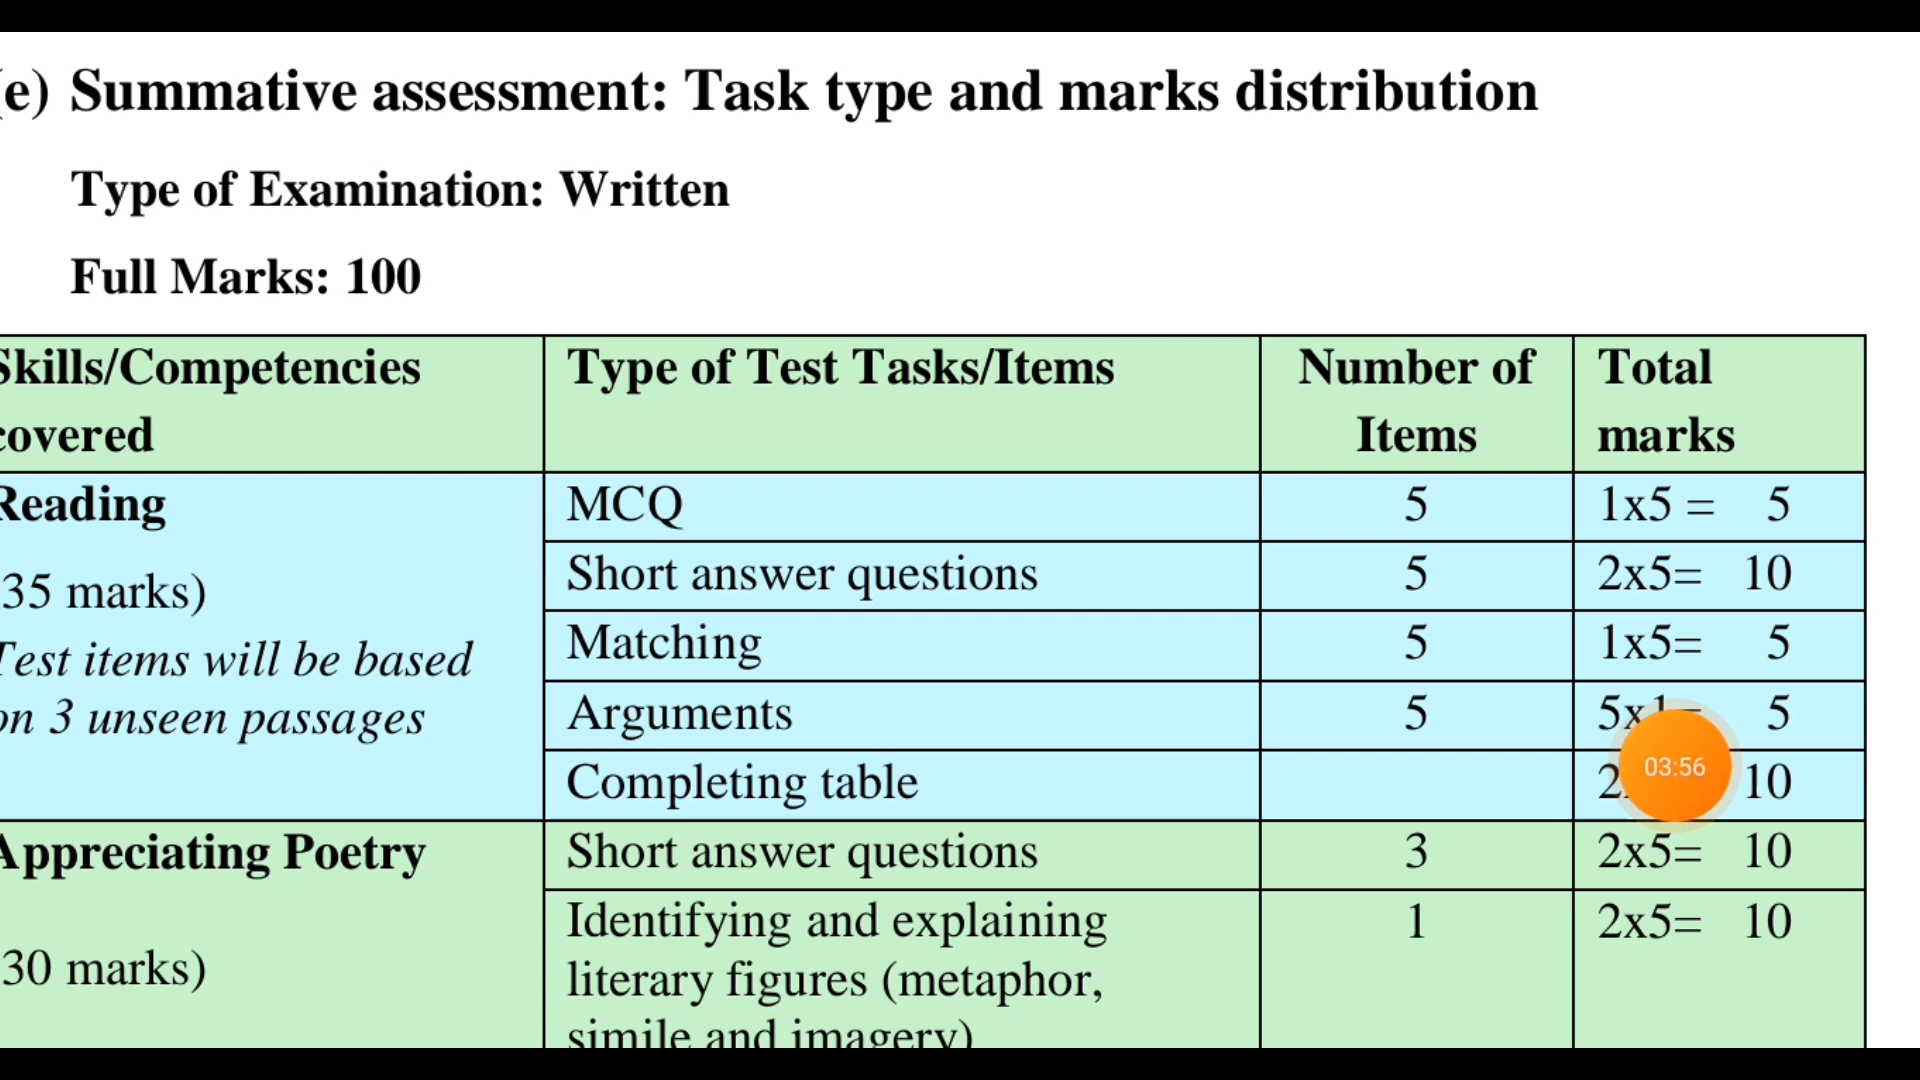 (e) Summative assessment: Task type and marks distribution
Type of Examination: Written
Full Marks: 100
Skills/Competencies covered
Type of Test Tasks/Items
Number of Items
Total marks
Reading
35 marks)
Test items will be based
on 3 unseen passages
MCQ 5 1x5 = 5
Short answer questions 5 2x5= 10
Matching 5 1x5= 5
Arguments 5 5x1= 5
Completing table 10
03:56
Appreciating Poetry
30 marks)
Short answer questions 3 2x5= 10
Identifying and explaining 1 2x5= 10
literary figures (metaphor,
simile and imagery)